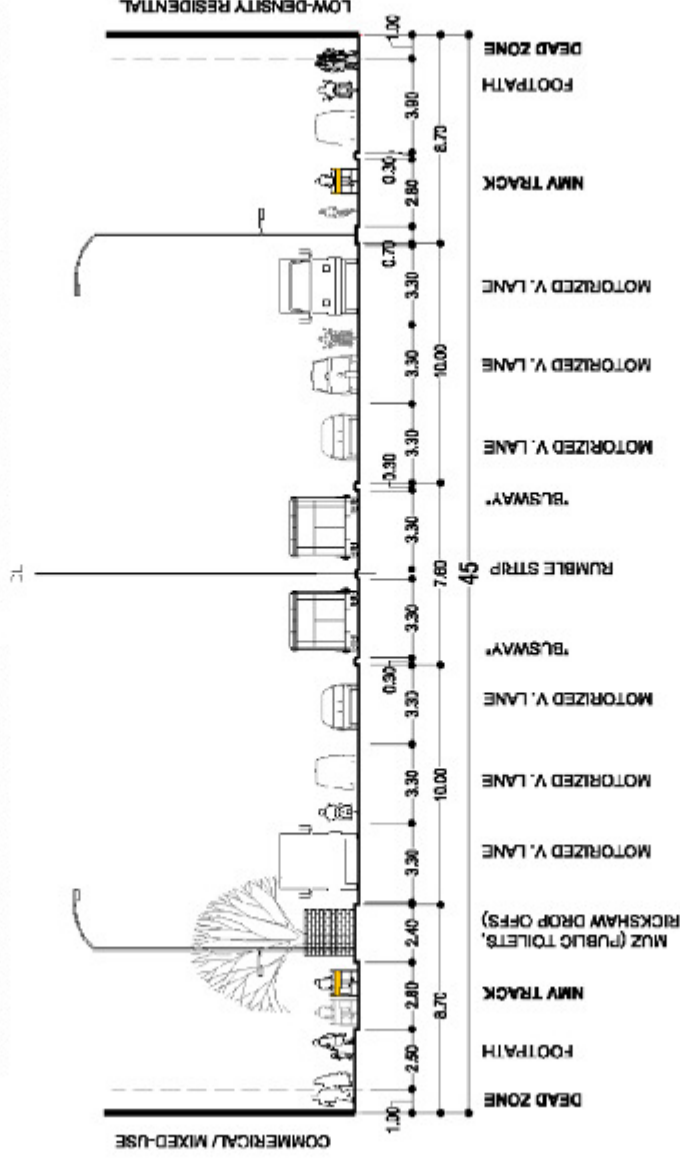 CL
COMMERICAL/ MIXED-USE
LOW-DENSITY RESIDENTIAL
1.00
0.30
0.30
0.70
0.30
1.00
2.50
2.80
2.40
3.30
3.30
3.30
3.30
3.30
3.30
3.30
3.30
2.80
3.90
8.70
10.00
7.60
10.00
8.70
45
DEAD ZONE
FOOTPATH
NMV TRACK
MUZ (PUBLIC TOILETS,
RICKSHAW DROP OFFS)
MOTORIZED V. LANE
MOTORIZED V. LANE
MOTORIZED V. LANE
"BUSWAY"
RUMBLE STRIP
"BUSWAY"
MOTORIZED V. LANE
MOTORIZED V. LANE
MOTORIZED V. LANE
NMV TRACK
FOOTPATH
DEAD ZONE